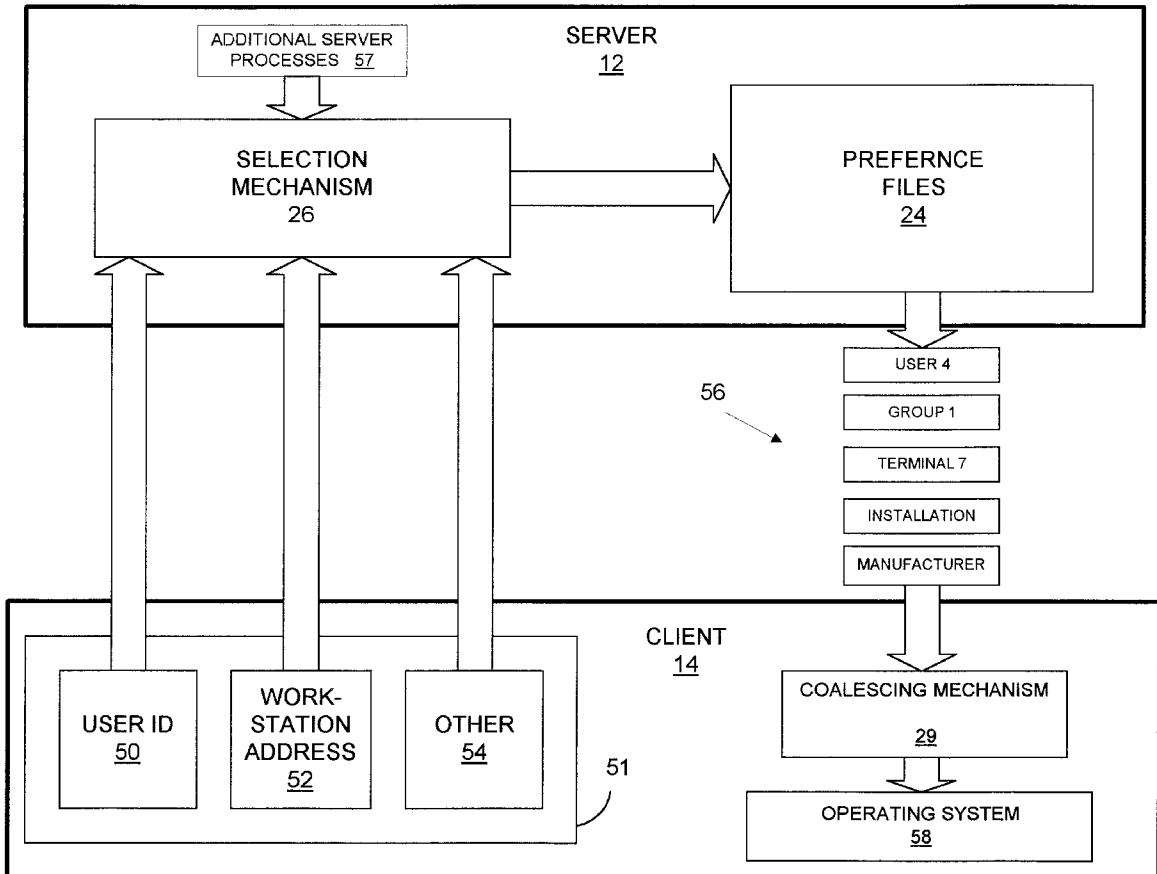 ADDITIONAL SERVER
PROCESSES 57
SERVER
12
SELECTION
MECHANISM
26
PREFERNCE
FILES
24
USER 4
GROUP 1
TERMINAL 7
INSTALLATION
MANUFACTURER
56
CLIENT
14
USER ID
50
WORK-
STATION
ADDRESS
52
OTHER
54
51
COALESCING MECHANISM
29
OPERATING SYSTEM
58